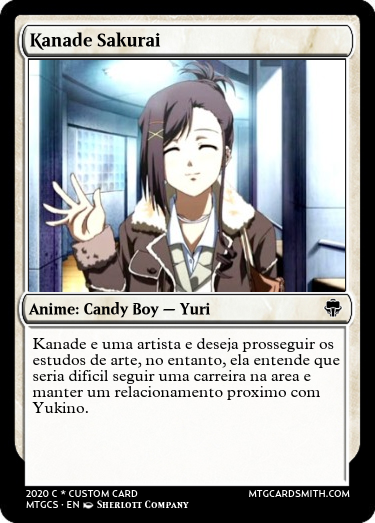 Kanade Sakurai
Anime: Candy Boy — Yuri
Kanade e uma artista e deseja prosseguir os
estudos de arte, no entanto, ela entende que
seria dificil seguir uma carreira na area e
manter um relacionamento proximo com
Yukino.
2020 C * CUSTOM CARD
MTGCARDSMITH.COM
MTGCS · EN Sherlott Company